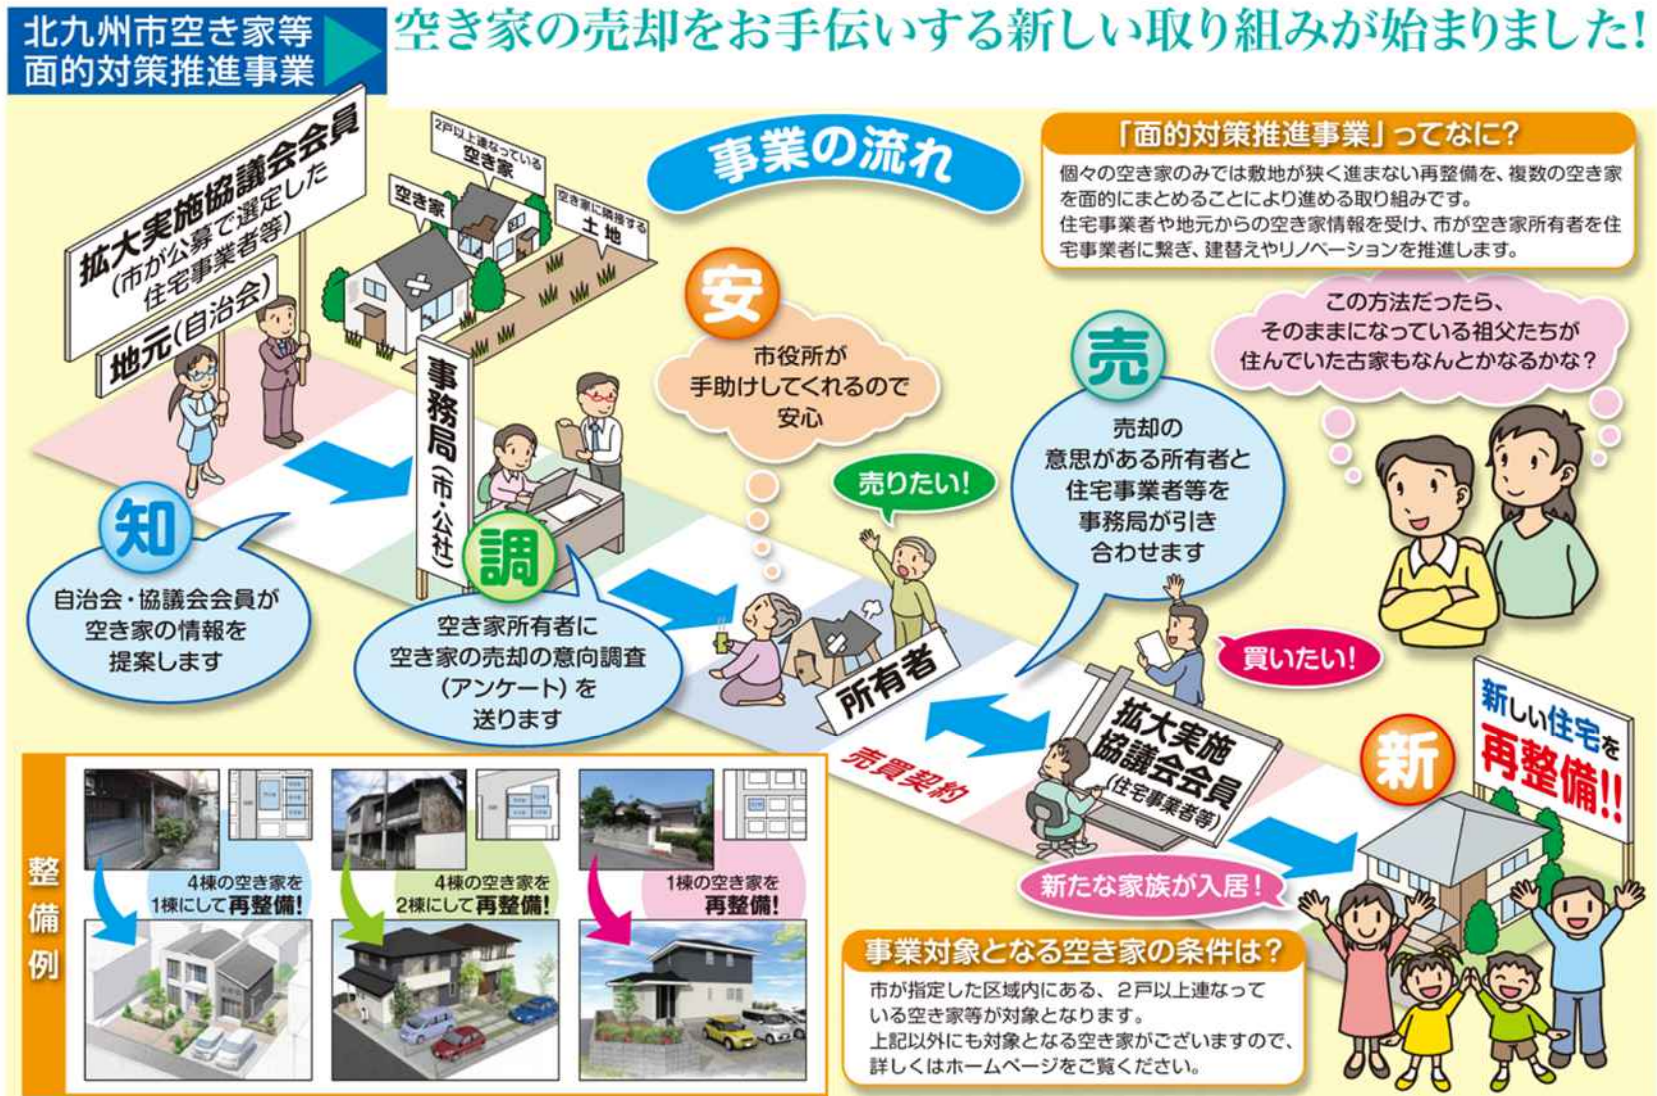 北九州市空き家等
面的対策推進事業
空き家の売却をお手伝いする新しい取り組みが始まりました!
事業の流れ
「面的対策推進事業」ってなに?
個々の空き家のみでは敷地が狭く進まない再整備を、複数の空き家
を面的にまとめることにより進める取り組みです。
住宅事業者や地元からの空き家情報を受け、市が空き家所有者を住
宅事業者に繋ぎ、建替えやリノベーションを推進します。
拡大実施協議会会員
(市が公募で選定した
住宅事業者等)
地元(自治会)
2戸以上連なっている
空き家
空き家
空き家に隣接する
土地
知
自治会・協議会会員が
空き家の情報を
提案します
事務局(市・公社)
調
空き家所有者に
空き家の売却の意向調査
(アンケート)を
送ります
安
市役所が
手助けしてくれるので
安心
売りたい!
所有者
売
売却の
意思がある所有者と
住宅事業者等を
事務局が引き
合わせます
この方法だったら、
そのままになっている祖父たちが
住んでいた古家もなんとかなるかな?
買いたい!
売買契約
拡大実施
協議会会員
(住宅事業者等)
新
新しい住宅を
再整備!!
新たな家族が入居!
整備例
4棟の空き家を
1棟にして再整備!
4棟の空き家を
2棟にして再整備!
1棟の空き家を
再整備!
事業対象となる空き家の条件は?
市が指定した区域内にある、2戸以上連なって
いる空き家等が対象となります。
上記以外にも対象となる空き家がございますので、
詳しくはホームページをご覧ください。